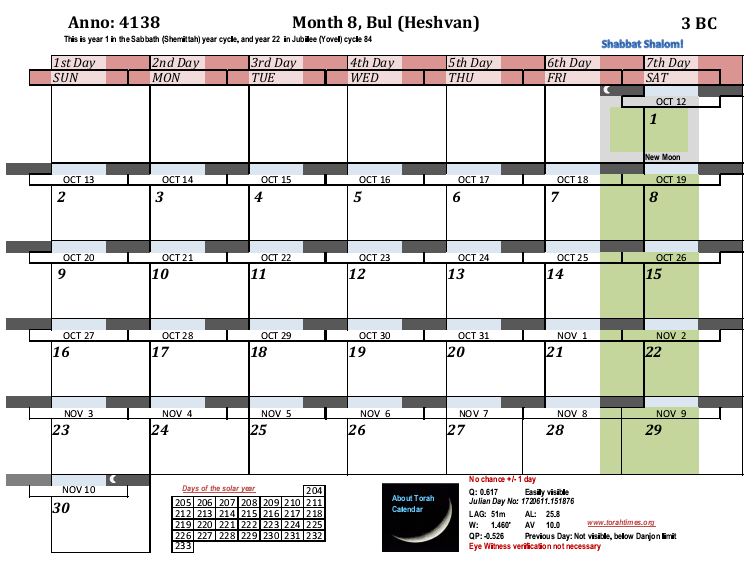 Anno: 4138 Month 8, Bul (Heshvan) 3 BC
This is year 1 in the Sabbath (Shemittah) year cycle, and year 22 in Jubilee (Yovel) cycle 84
Shabbat Shalom!
1st Day 2nd Day 3rd Day 4th Day 5th Day 6th Day 7th Day
SUN MON TUE WED THU FRI SAT
OCT 12
1
New Moon
OCT 13 OCT 14 OCT 15 OCT 16 OCT 17 OCT 18 OCT 19
2 3 4 5 6 7 8
OCT 20 OCT 21 OCT 22 OCT 23 OCT 24 OCT 25 OCT 26
9 10 11 12 13 14 15
OCT 27 OCT 28 OCT 29 OCT 30 OCT 31 NOV 1 NOV 2
16 17 18 19 20 21 22
NOV 3 NOV 4 NOV 5 NOV 6 NOV 7 NOV 8 NOV 9
23 24 25 26 27 28 29
NOV 10
30
Days of the solar year 204
205 206 207 208 209 210 211
212 213 214 215 216 217 218
219 220 221 222 223 224 225
226 227 228 229 230 231 232
233
About Torah
Calendar
No chance +/- 1 day
Q: 0.617 Easily visible
Julian Day No: 1720611.151876
LAG: 51m AL: 25.8
W: 1.460' AV 10.0 www.torahtimes.org
QP: -0.526 Previous Day: Not visible, below Danjon limit
Eye Witness verification not necessary